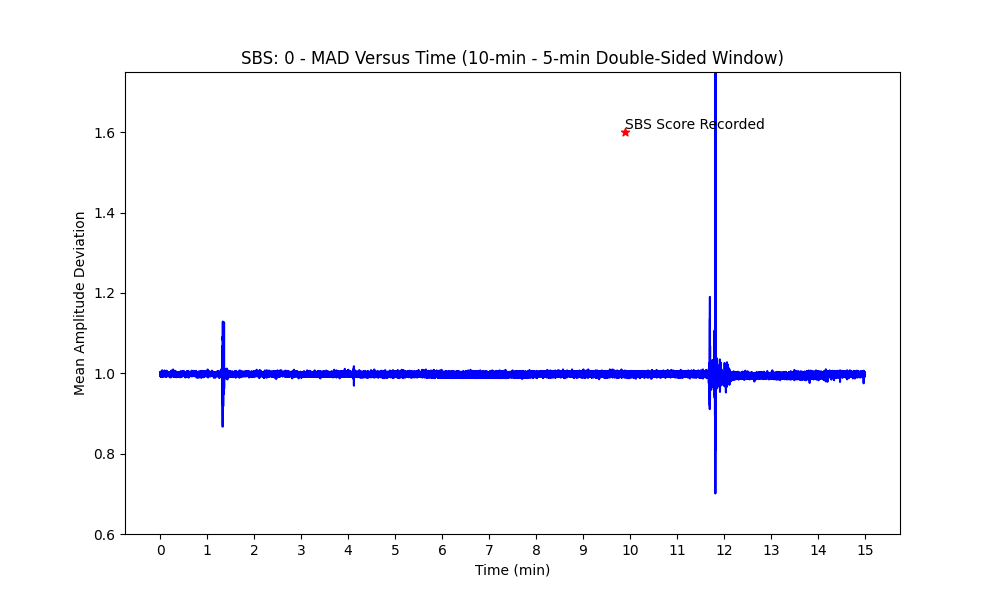 SBS: 0 - MAD Versus Time (10-min - 5-min Double-Sided Window)
SBS Score Recorded
Mean Amplitude Deviation
1.6
1.4
1.2
1.0
0.8
0.6
0 1 2 3 4 5 6 7 8 9 10 11 12 13 14 15
Time (min)